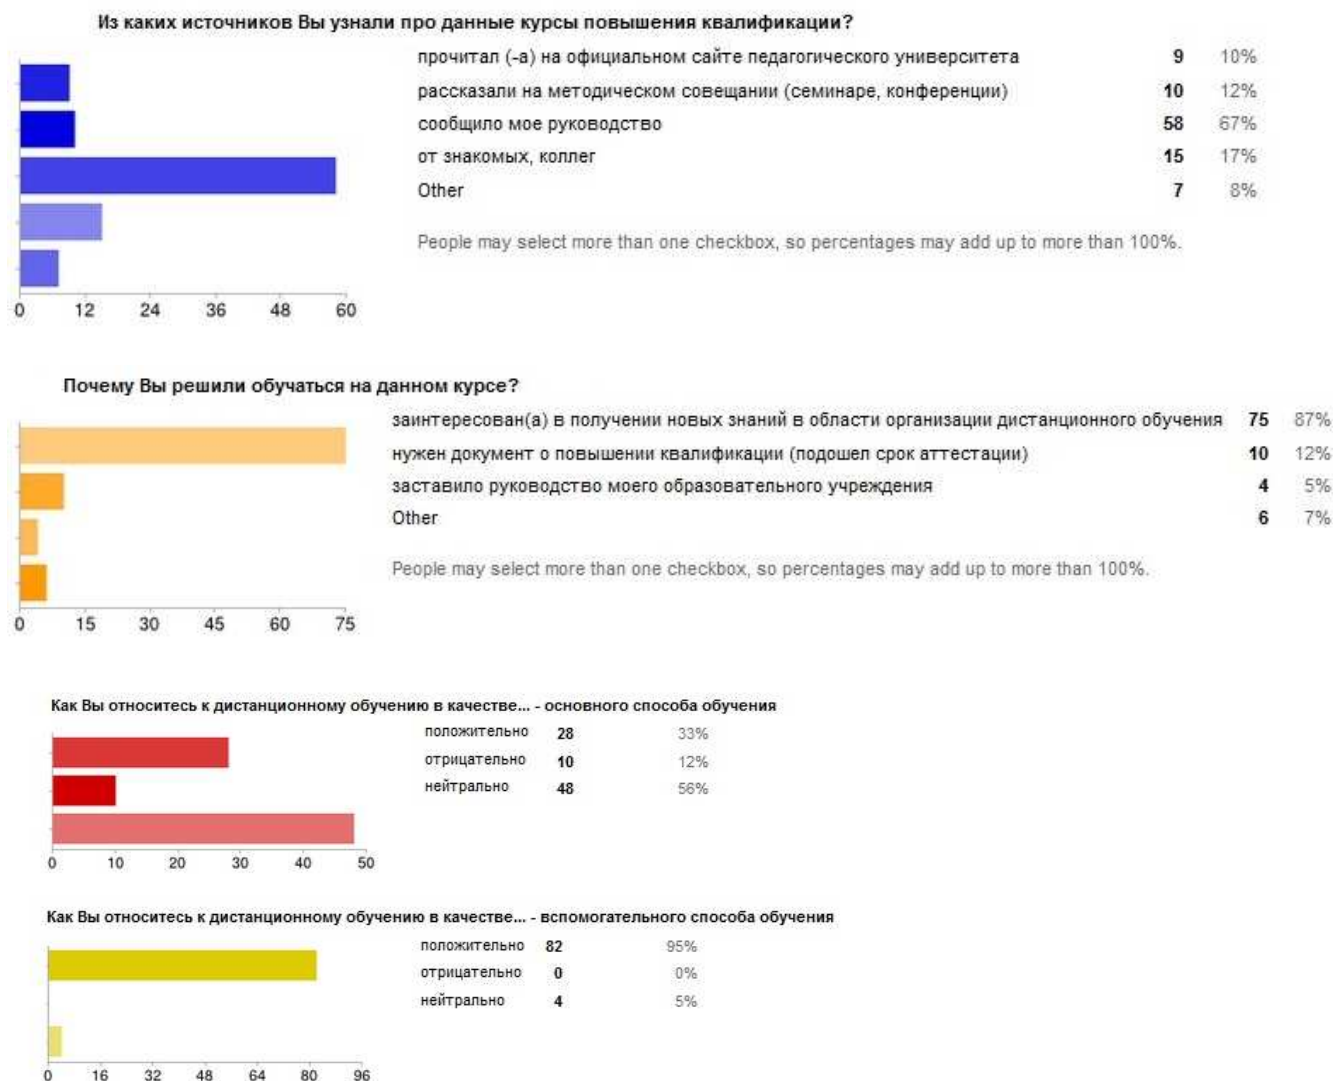 Из каких источников Вы узнали про данные курсы повышения квалификации?
прочитал (-а) на официальном сайте педагогического университета 9 10%
рассказали на методическом совещании (семинаре, конференции) 10 12%
сообщило мое руководство 58 67%
от знакомых, коллег 15 17%
Other 7 8%
People may select more than one checkbox, so percentages may add up to more than 100%.
0 12 24 36 48 60
Почему Вы решили обучаться на данном курсе?
заинтересован(а) в получении новых знаний в области организации дистанционного обучения 75 87%
нужен документ о повышении квалификации (подошел срок аттестации) 10 12%
заставило руководство моего образовательного учреждения 4 5%
Other 6 7%
People may select more than one checkbox, so percentages may add up to more than 100%.
0 15 30 45 60 75
Как Вы относитесь к дистанционному обучению в качестве... - основного способа обучения
положительно 28 33%
отрицательно 10 12%
нейтрально 48 56%
0 10 20 30 40 50
Как Вы относитесь к дистанционному обучению в качестве... - вспомогательного способа обучения
положительно 82 95%
отрицательно 0 0%
нейтрально 4 5%
0 16 32 48 64 80 96